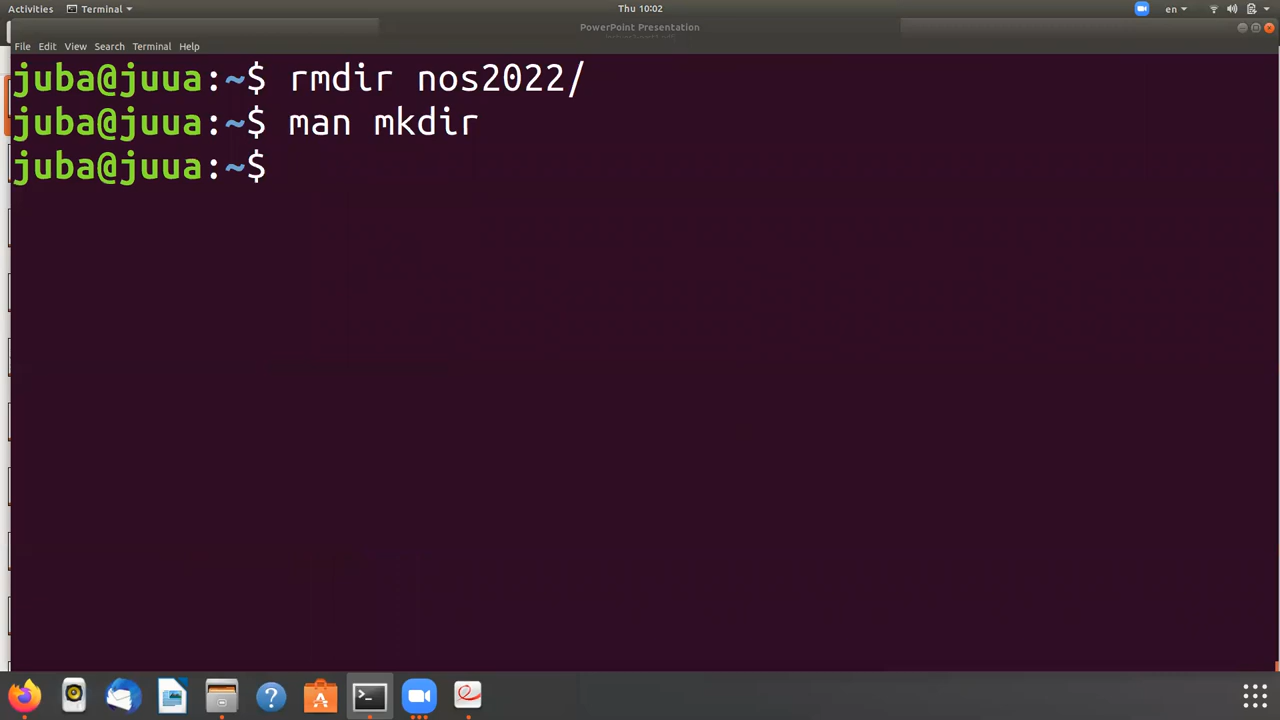 Activities Terminal Thu 10:02 en
PowerPoint Presentation
File Edit View Search Terminal Help
juba@juua:~$ rmdir nos2022/
juba@juua:~$ man mkdir
juba@juua:~$